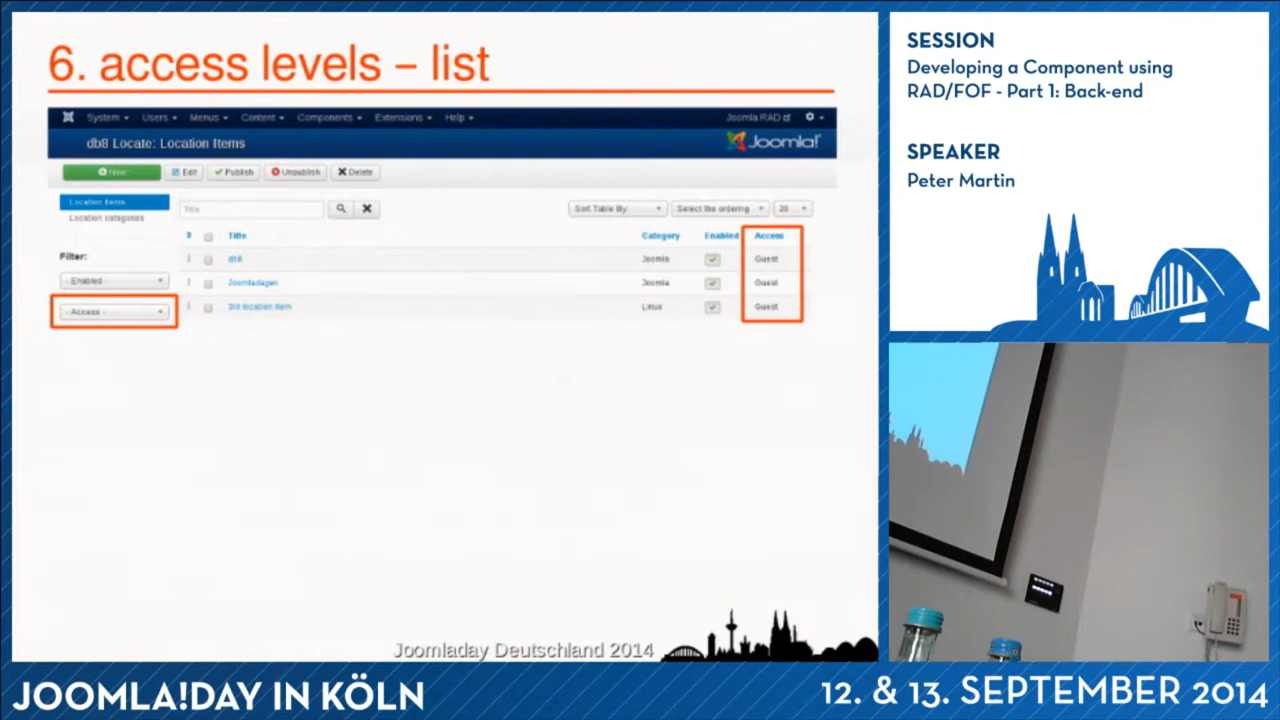 6. access levels – list
System Users Menus Content Components Extensions Help Joomla RAD
db8 Locate: Location Items Joomla!
New Edit Publish Unpublish Delete
Location Items
Location categories
Title Sort Table By: Select the ordering 20
Title Category Enabled Access
Filter:
db8 Joomla Guest
- Enabled -
Joomladagen Joomla Guest
- Access -
3rd location item Linux Guest
Joomladay Deutschland 2014
SESSION
Developing a Component using
RAD/FOF - Part 1: Back-end
SPEAKER
Peter Martin
JOOMLA!DAY IN KÖLN
12. & 13. SEPTEMBER 2014